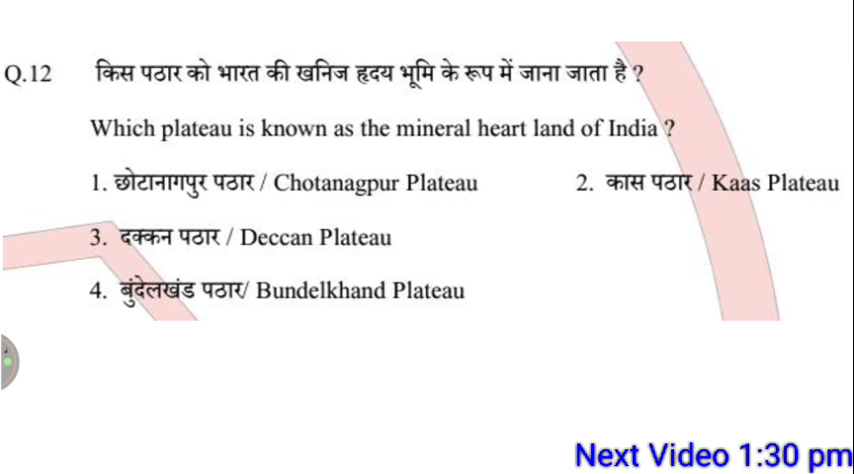 Q.12 किस पठार को भारत की खनिज हृदय भूमि के रूप में जाना जाता है ?
Which plateau is known as the mineral heart land of India ?
1. छोटानागपुर पठार / Chotanagpur Plateau 2. कास पठार / Kaas Plateau
3. दक्कन पठार / Deccan Plateau
4. बुंदेलखंड पठार/ Bundelkhand Plateau
Next Video 1:30 pm